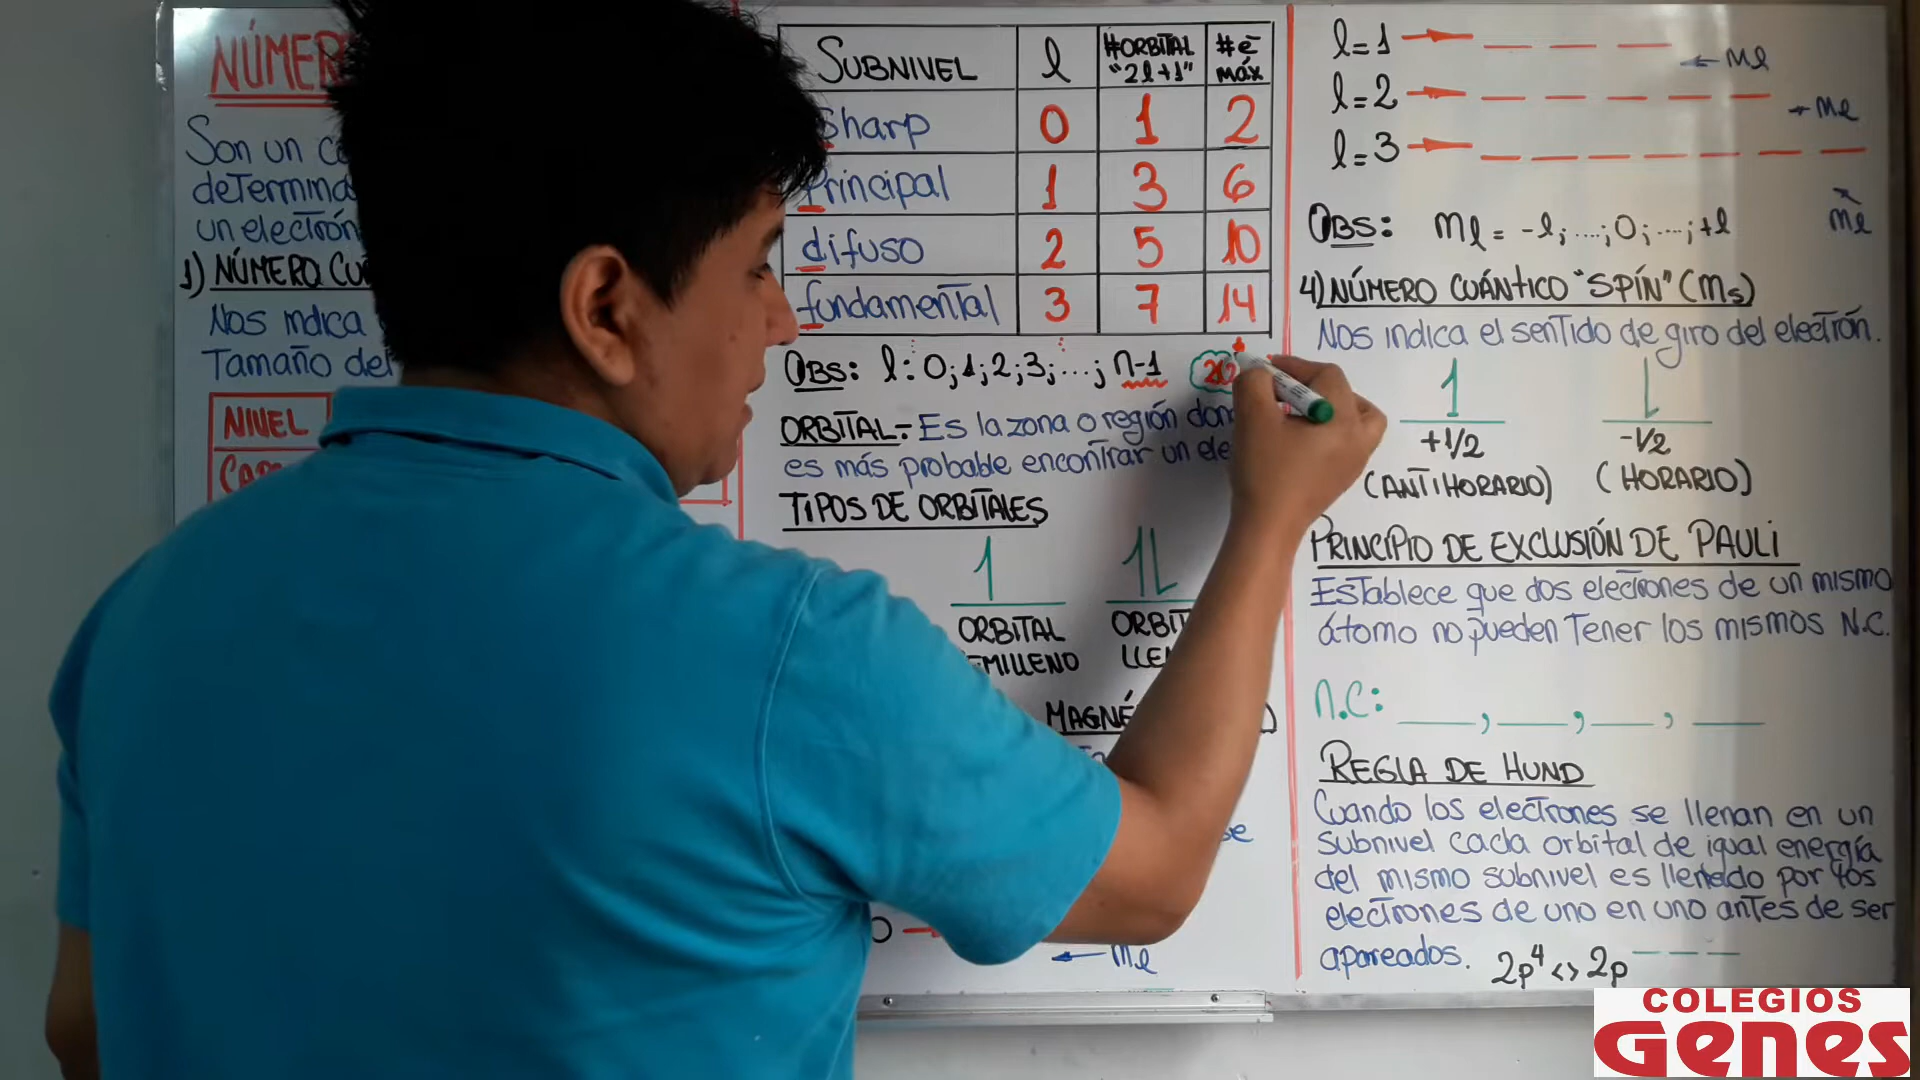 NÚMER
Son un
determina
un electrón
1) NÚMERO
Nos indica
Tamaño del
NIVEL
SUBNIVEL l #ORBITAL "2l+1" #e máx
Sharp 0 1 2
Principal 1 3 6
difuso 2 5 10
fundamental 3 7 14
OBS: l: 0; 1; 2; 3; ...; n-1
ORBITAL.- Es la zona o región
es más probable encontrar un
TIPOS DE ORBITALES
1 1L
ORBITAL
MAGNÉ
se
← ml
l=1 → _ _ _
← ml
l=2 → _ _ _ _ _
← ml
l=3 → _ _ _ _ _ _ _
ml
OBS: ml = -l; ....; 0; ...; +l
4) NÚMERO CUÁNTICO "SPÍN" (ms)
Nos indica el sentido de giro del electrón.
1 L
+1/2 -1/2
(ANTIHORARIO) (HORARIO)
PRINCIPIO DE EXCLUSIÓN DE PAULI
Establece que dos electrones de un mismo
átomo no pueden Tener los mismos N.C.
N.C: ___, ___, ___, ___
REGLA DE HUND
Cuando los electrones se llenan en un
subnivel cada orbital de igual energía
del mismo subnivel es llenado por los
electrones de uno en uno antes de ser
apareados. 2p⁴ <> 2p _ _ _
COLEGIOS
Genes